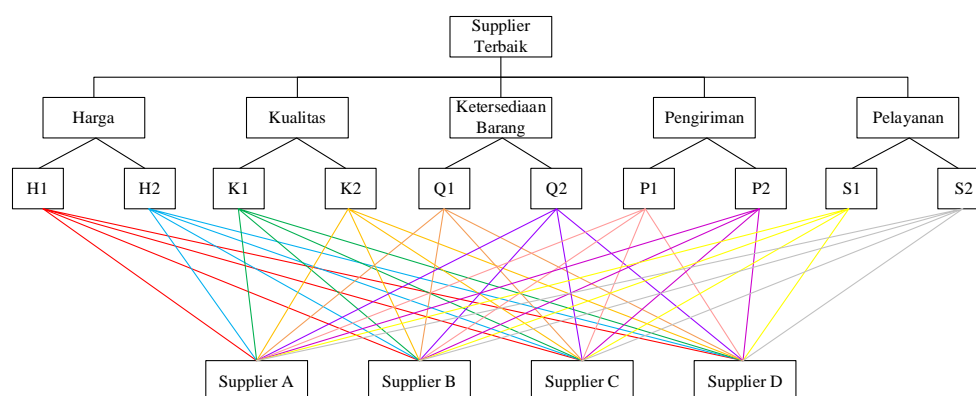 Supplier
Terbaik
Harga
Kualitas
Ketersediaan
Barang
Pengiriman
Pelayanan
H1
H2
K1
K2
Q1
Q2
P1
P2
S1
S2
Supplier A
Supplier B
Supplier C
Supplier D